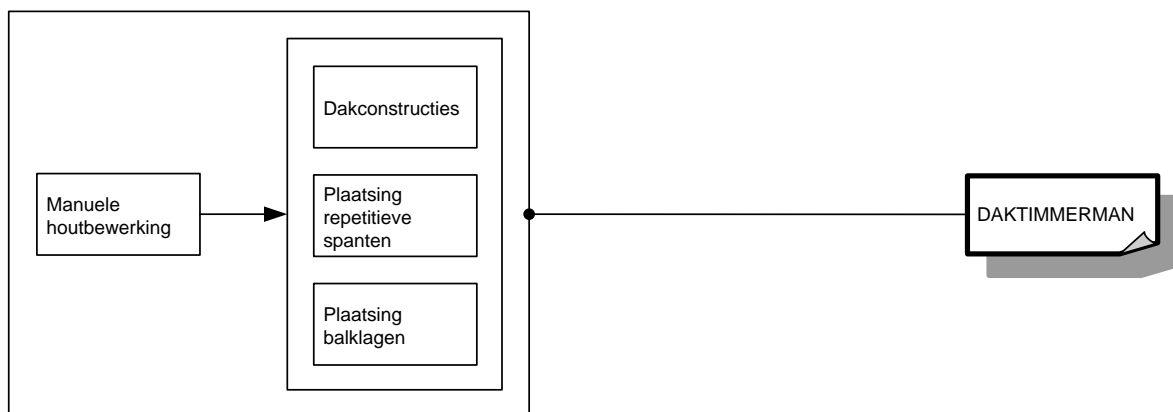 Manuele
houtbewerking
Dakconstructies
Plaatsing
repetitieve
spanten
Plaatsing
balklagen
DAKTIMMERMAN